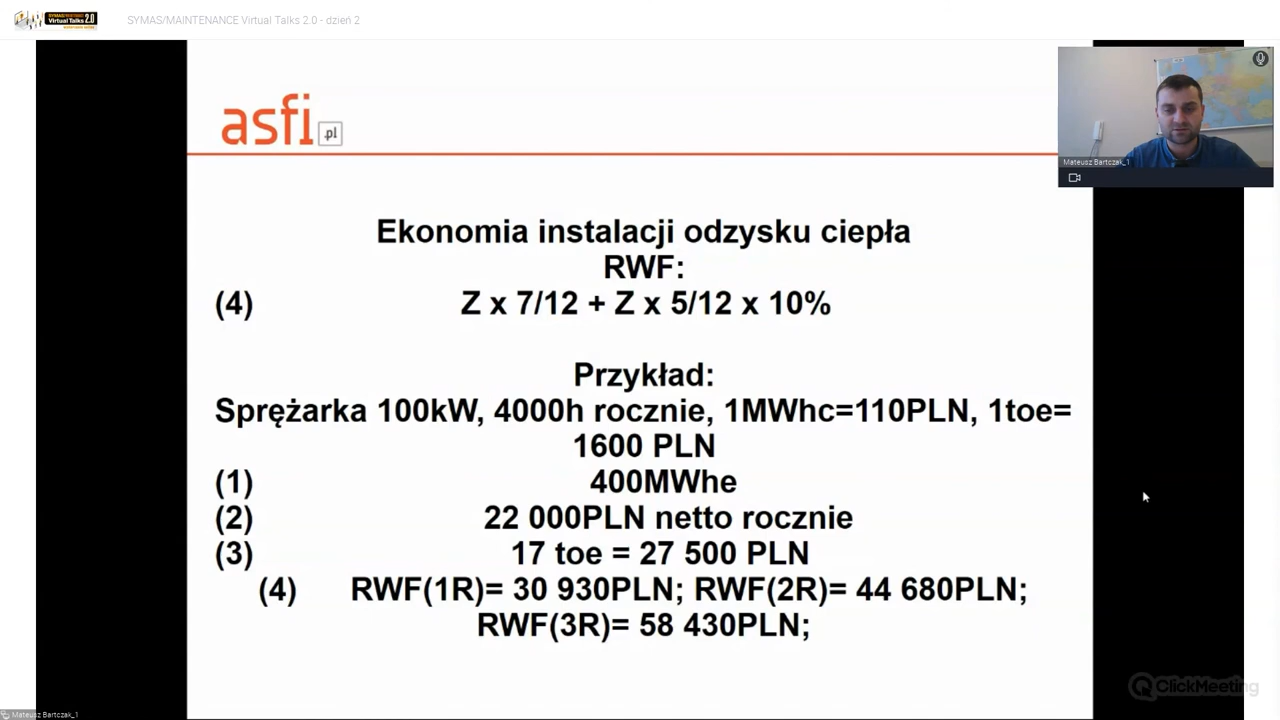 SYMAS/MAINTENANCE Virtual Talks 2.0 - dzień 2
asfi .pl
Mateusz Bartczak_1
Ekonomia instalacji odzysku ciepła
RWF:
(4) Z x 7/12 + Z x 5/12 x 10%
Przykład:
Sprężarka 100kW, 4000h rocznie, 1MWhc=110PLN, 1toe=
1600 PLN
(1) 400MWhe
(2) 22 000PLN netto rocznie
(3) 17 toe = 27 500 PLN
(4) RWF(1R)= 30 930PLN; RWF(2R)= 44 680PLN;
RWF(3R)= 58 430PLN;
ClickMeeting
Mateusz Bartczak_1